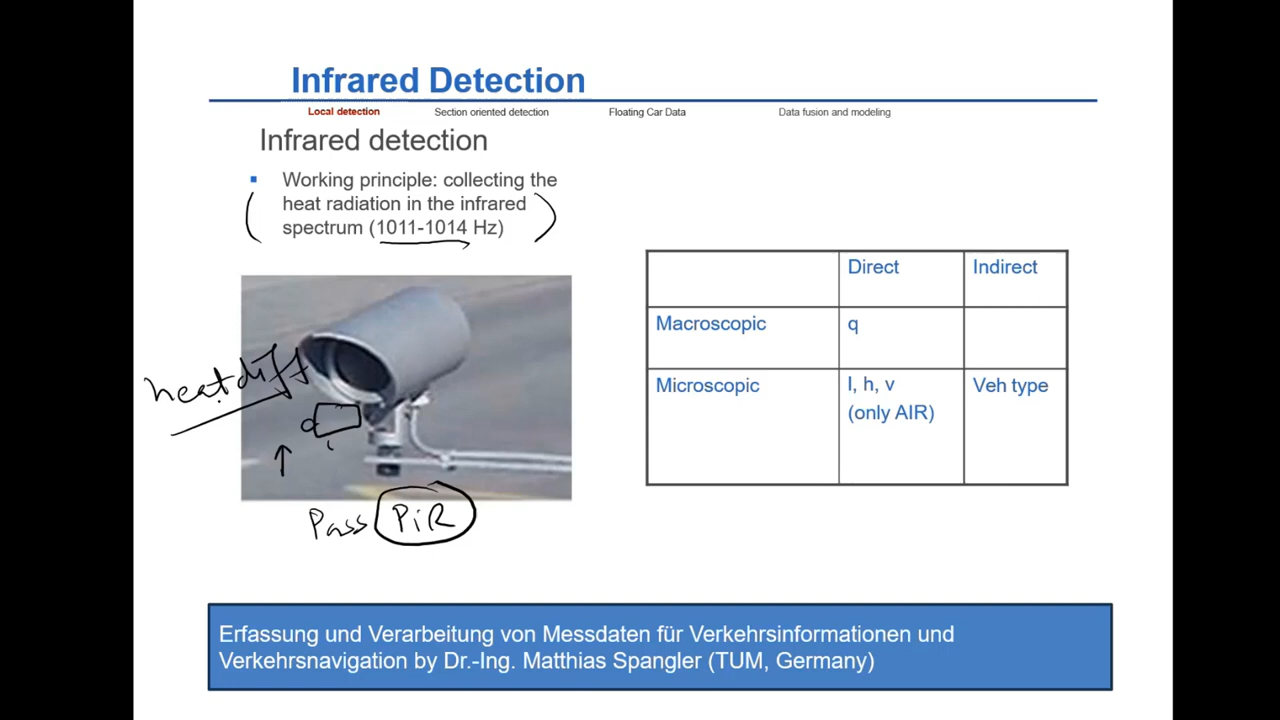 Infrared Detection
Local detection Section oriented detection Floating Car Data Data fusion and modeling
Infrared detection
Working principle: collecting the
heat radiation in the infrared
spectrum (1011-1014 Hz)
Direct Indirect
Macroscopic q
Microscopic l, h, v Veh type
(only AIR)
heat diff
Pass PiR
Erfassung und Verarbeitung von Messdaten für Verkehrsinformationen und
Verkehrsnavigation by Dr.-Ing. Matthias Spangler (TUM, Germany)